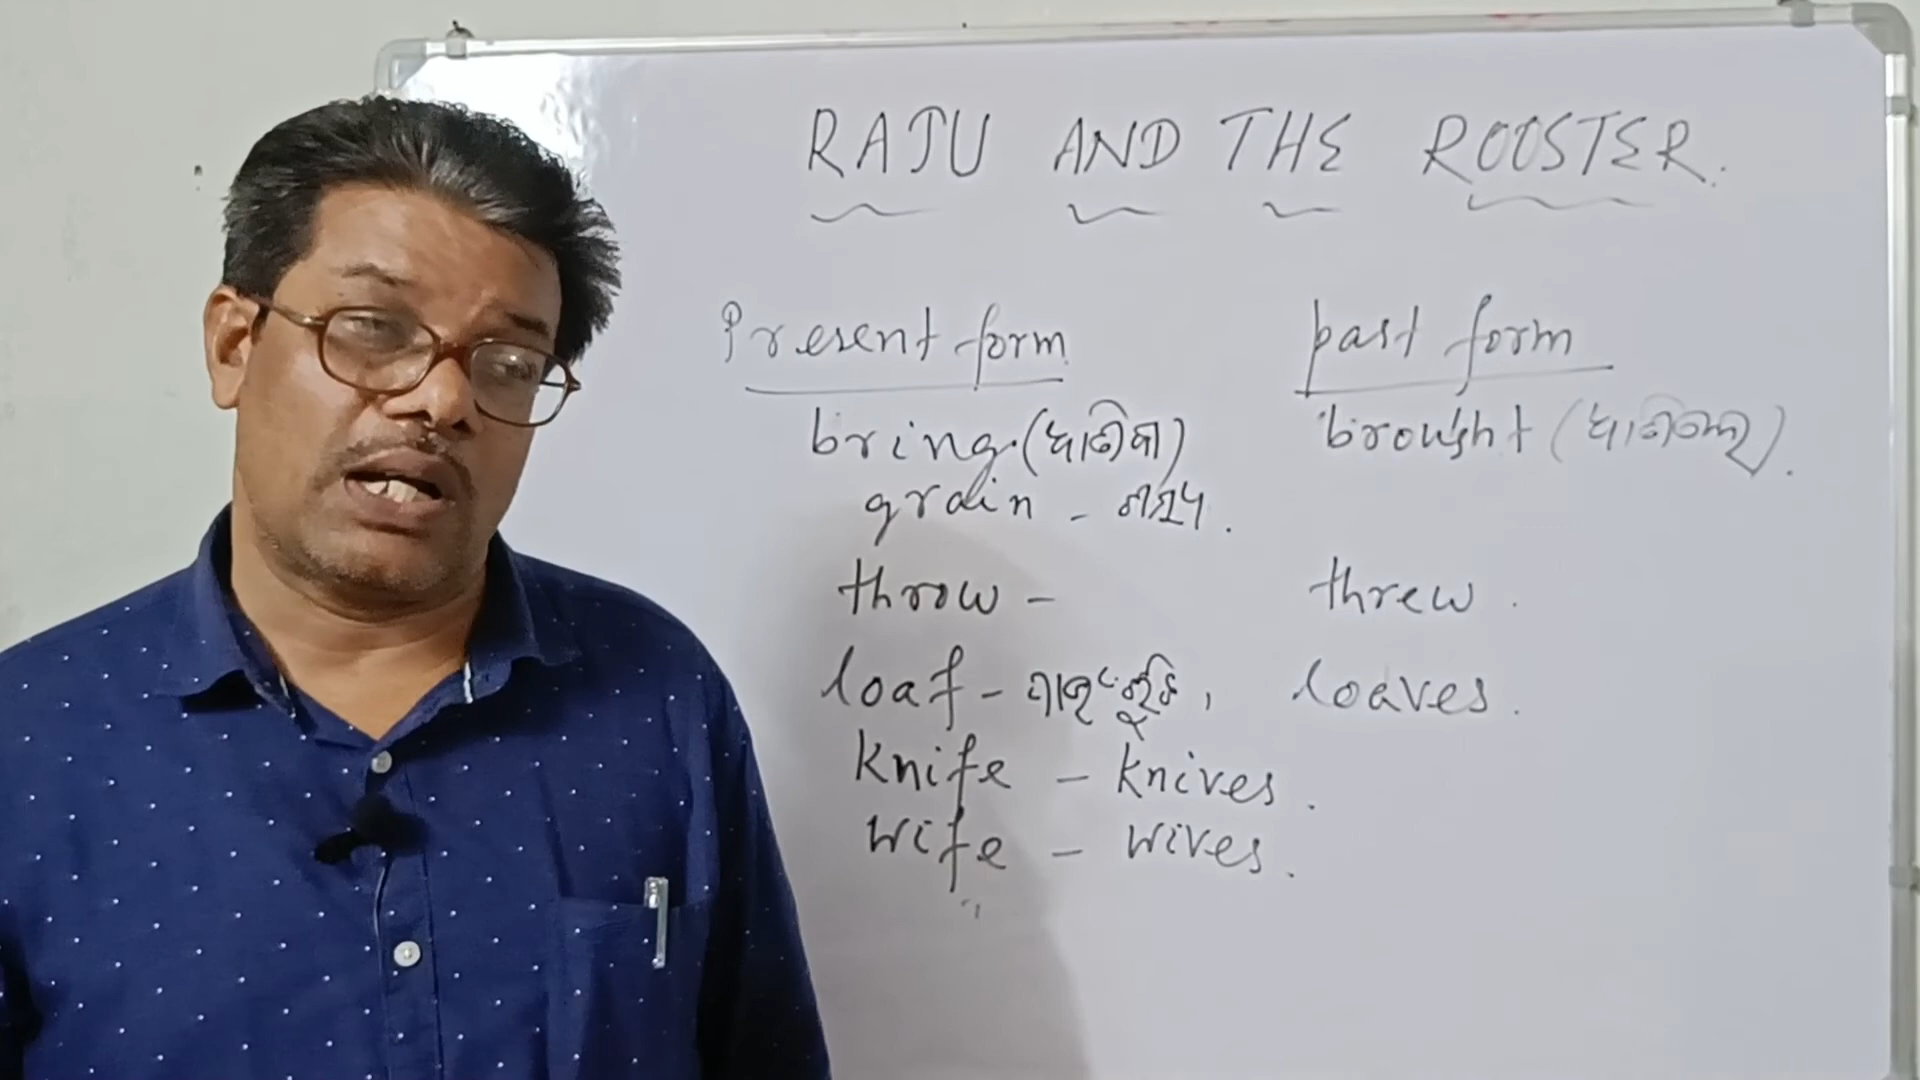 RAJU AND THE ROOSTER.
Present form past form
bring (ଆଣିବା) brought (ଆଣିଲା).
grain - ଶସ୍ୟ.
throw - threw.
loaf - ପାଉଁରୁଟି, loaves.
knife - knives.
wife - wives.